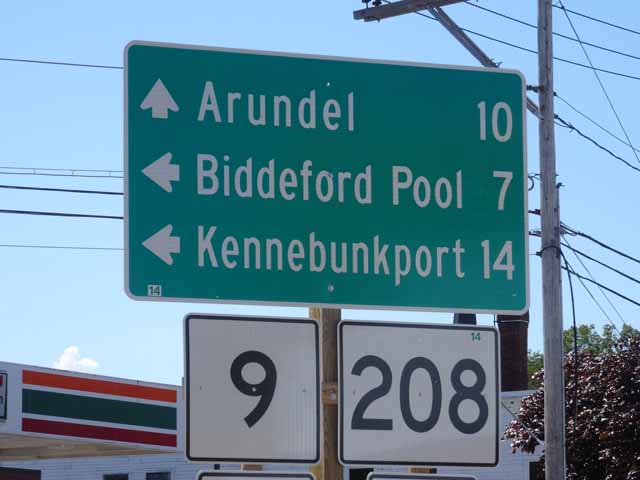 Arundel 10
Biddeford Pool 7
Kennebunkport 14
14
14
9
208